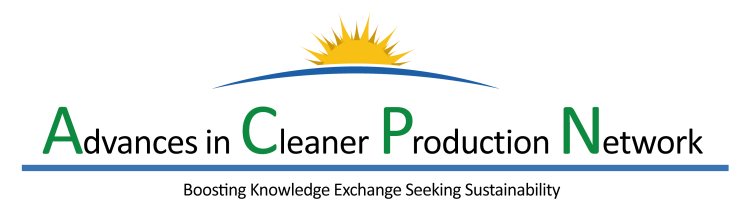 Advances in Cleaner Production Network
Boosting Knowledge Exchange Seeking Sustainability